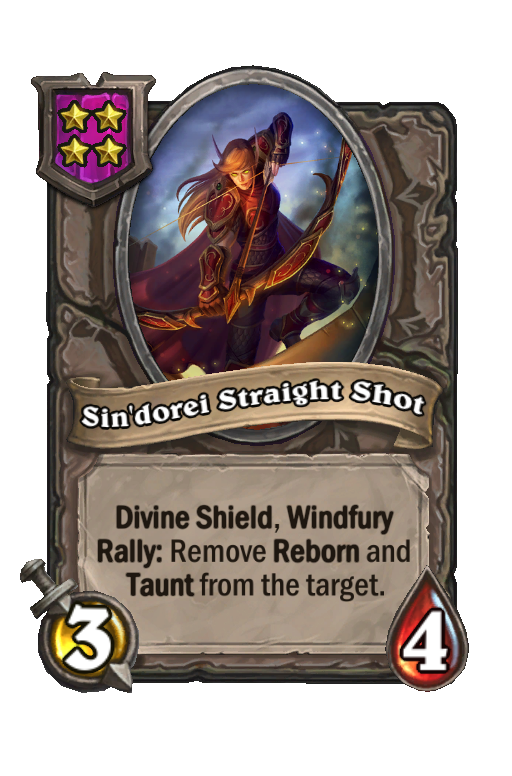 Sin'dorei Straight Shot
Divine Shield, Windfury
Rally: Remove Reborn and
Taunt from the target.
3
4